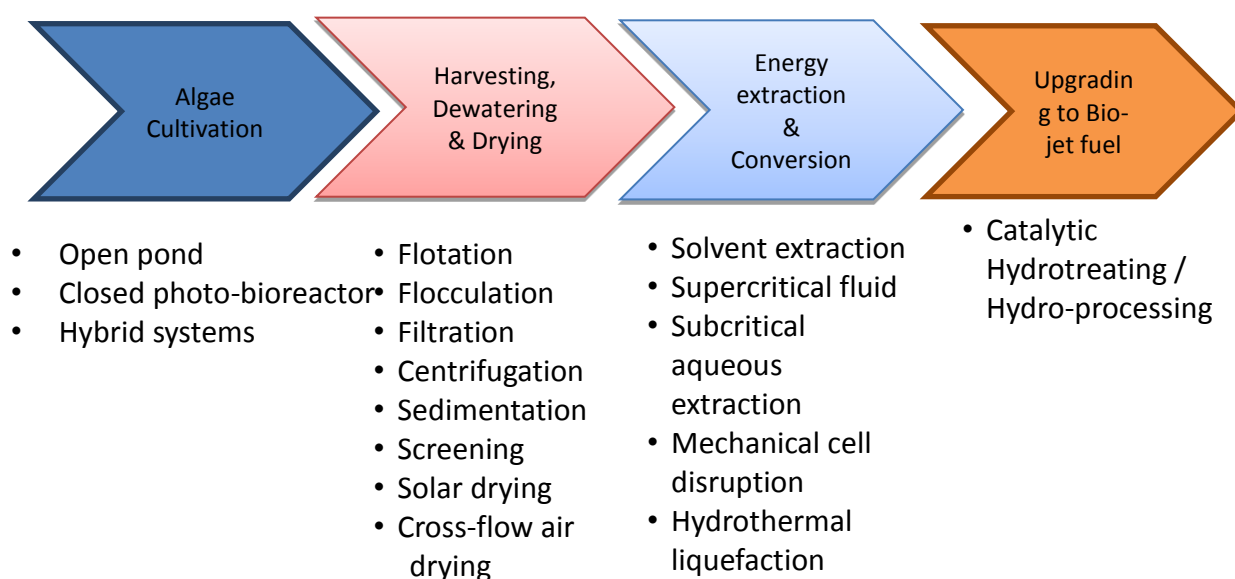 Algae
Cultivation
Harvesting,
Dewatering
& Drying
Energy
extraction
&
Conversion
Upgradin
g to Bio-
jet fuel
• Open pond
• Closed photo-bioreactor
• Hybrid systems
• Flotation
• Flocculation
• Filtration
• Centrifugation
• Sedimentation
• Screening
• Solar drying
• Cross-flow air
drying
• Solvent extraction
• Supercritical fluid
• Subcritical
aqueous
extraction
• Mechanical cell
disruption
• Hydrothermal
liquefaction
• Catalytic
Hydrotreating /
Hydro-processing